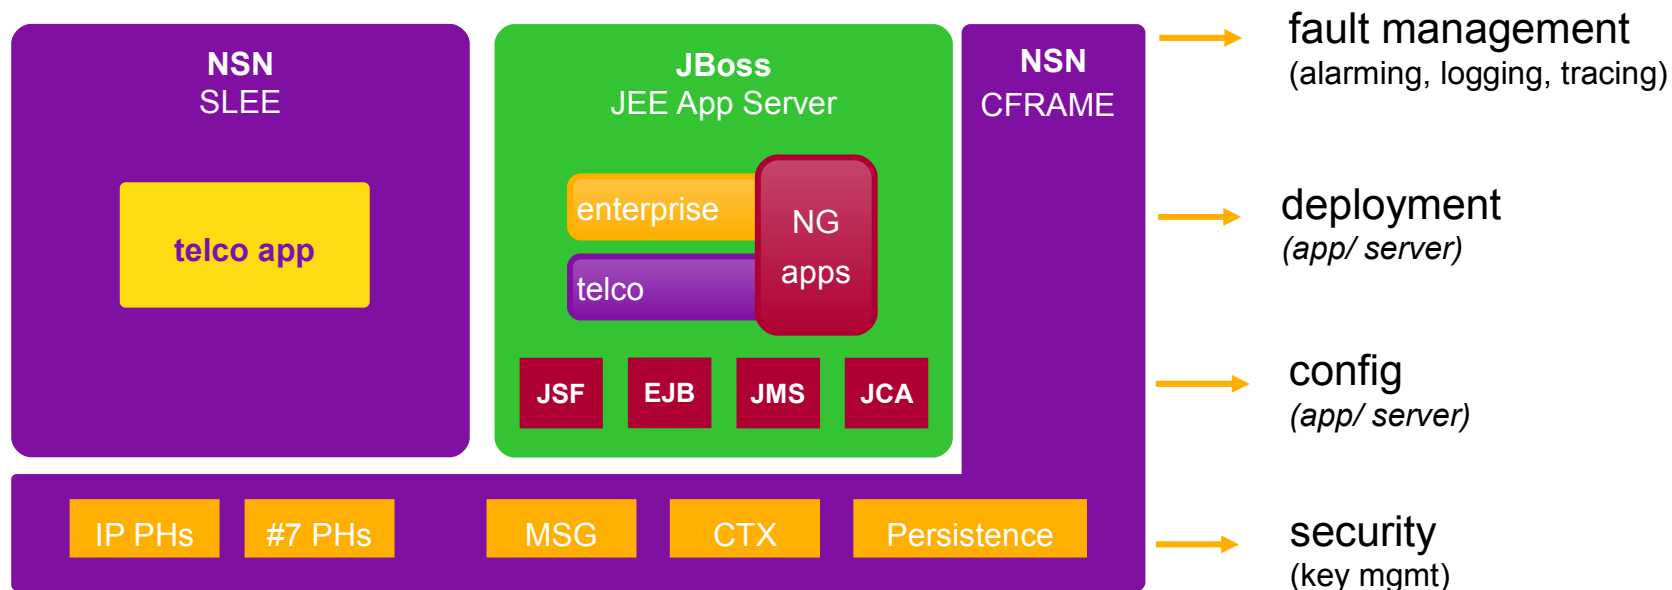 NSN
SLEE
telco app
JBoss
JEE App Server
enterprise
telco
NG
apps
JSF
EJB
JMS
JCA
NSN
CFRAME
IP PHs
#7 PHs
MSG
CTX
Persistence
fault management
(alarming, logging, tracing)
deployment
(app/ server)
config
(app/ server)
security
(key mgmt)